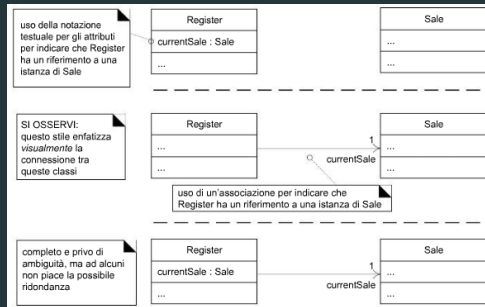 uso della notazione
testuale per gli attributi
per indicare che Register
ha un riferimento a una
istanza di Sale
Register
currentSale : Sale
...
Sale
...
...
SI OSSERVI:
questo stile enfatizza
visualmente la
connessione tra
queste classi
Register
...
...
1
currentSale
Sale
...
...
uso di un'associazione per indicare che
Register ha un riferimento a una istanza di Sale
completo e privo di
ambiguità, ma ad alcuni
non piace la possibile
ridondanza
Register
currentSale : Sale
...
1
currentSale
Sale
...
...